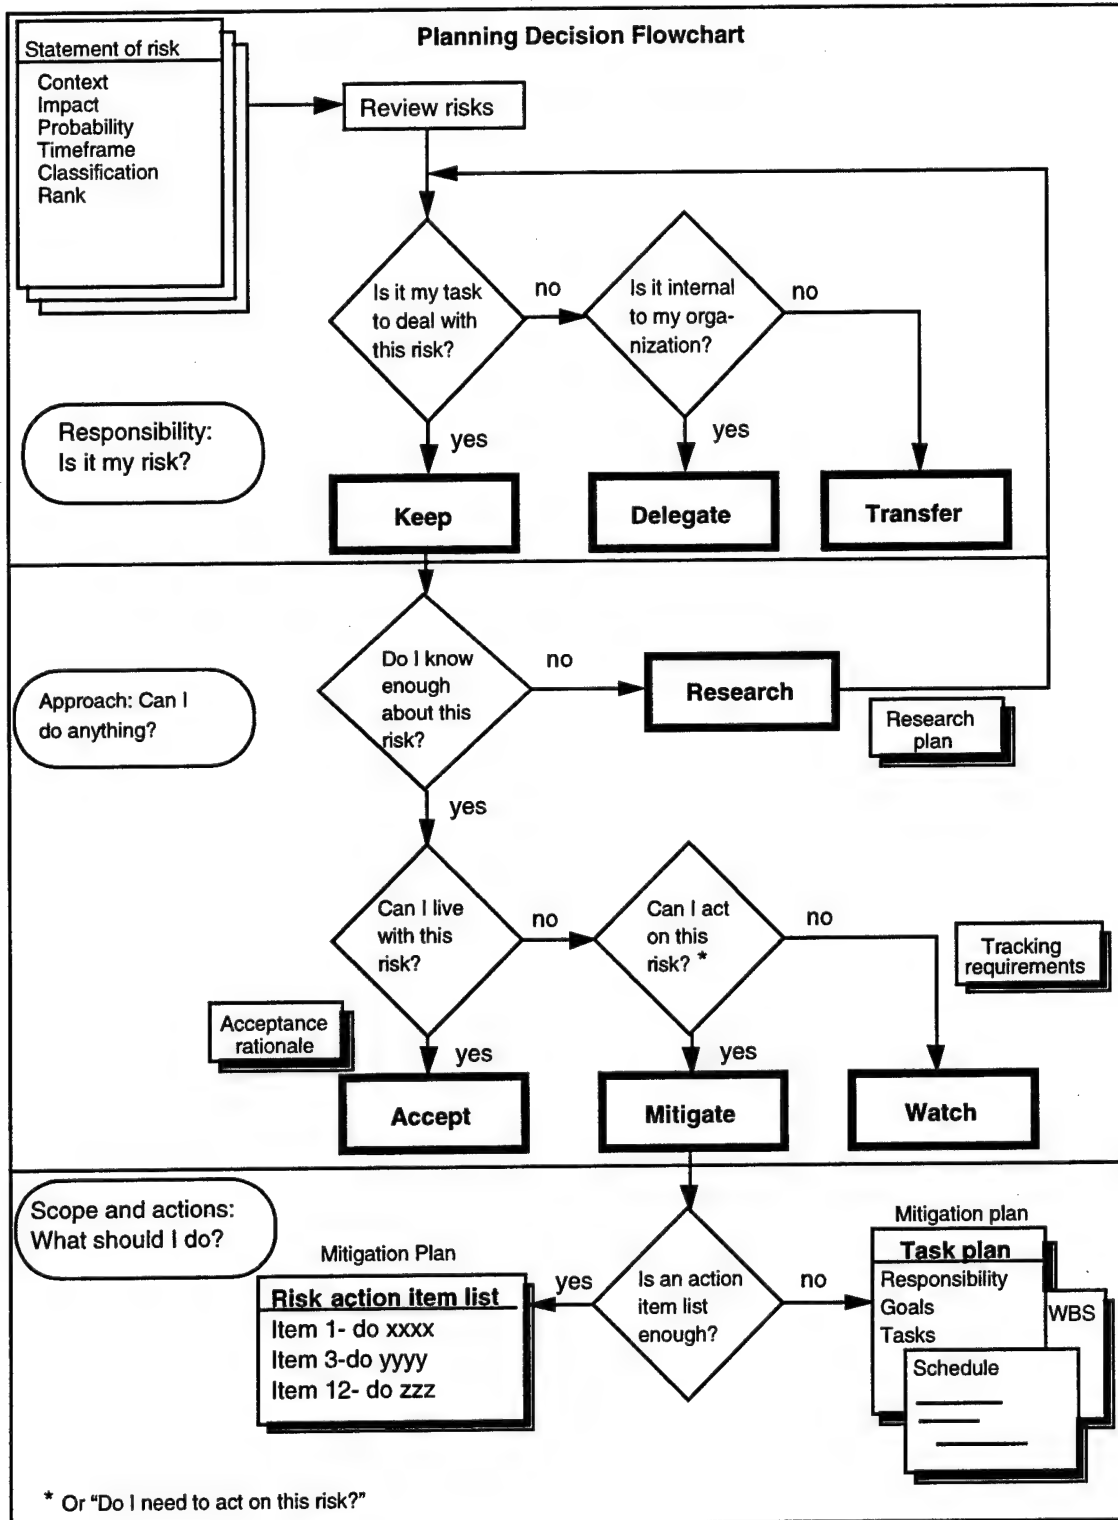 Planning Decision Flowchart
Statement of risk
Context
Impact
Probability
Timeframe
Classification
Rank
Review risks
Is it my task
to deal with
this risk?
no
Is it internal
to my orga-
nization?
no
Responsibility:
Is it my risk?
yes
yes
Keep
Delegate
Transfer
Approach: Can I
do anything?
Do I know
enough
about this
risk?
no
Research
Research
plan
yes
Can I live
with this
risk?
no
Can I act
on this
risk? *
no
Tracking
requirements
Acceptance
rationale
yes
yes
Accept
Mitigate
Watch
Scope and actions:
What should I do?
Mitigation Plan
Risk action item list
Item 1- do xxxx
Item 3-do yyyy
Item 12- do zzz
yes
Is an action
item list
enough?
no
Mitigation plan
Task plan
Responsibility
Goals
Tasks
WBS
Schedule
* Or "Do I need to act on this risk?"